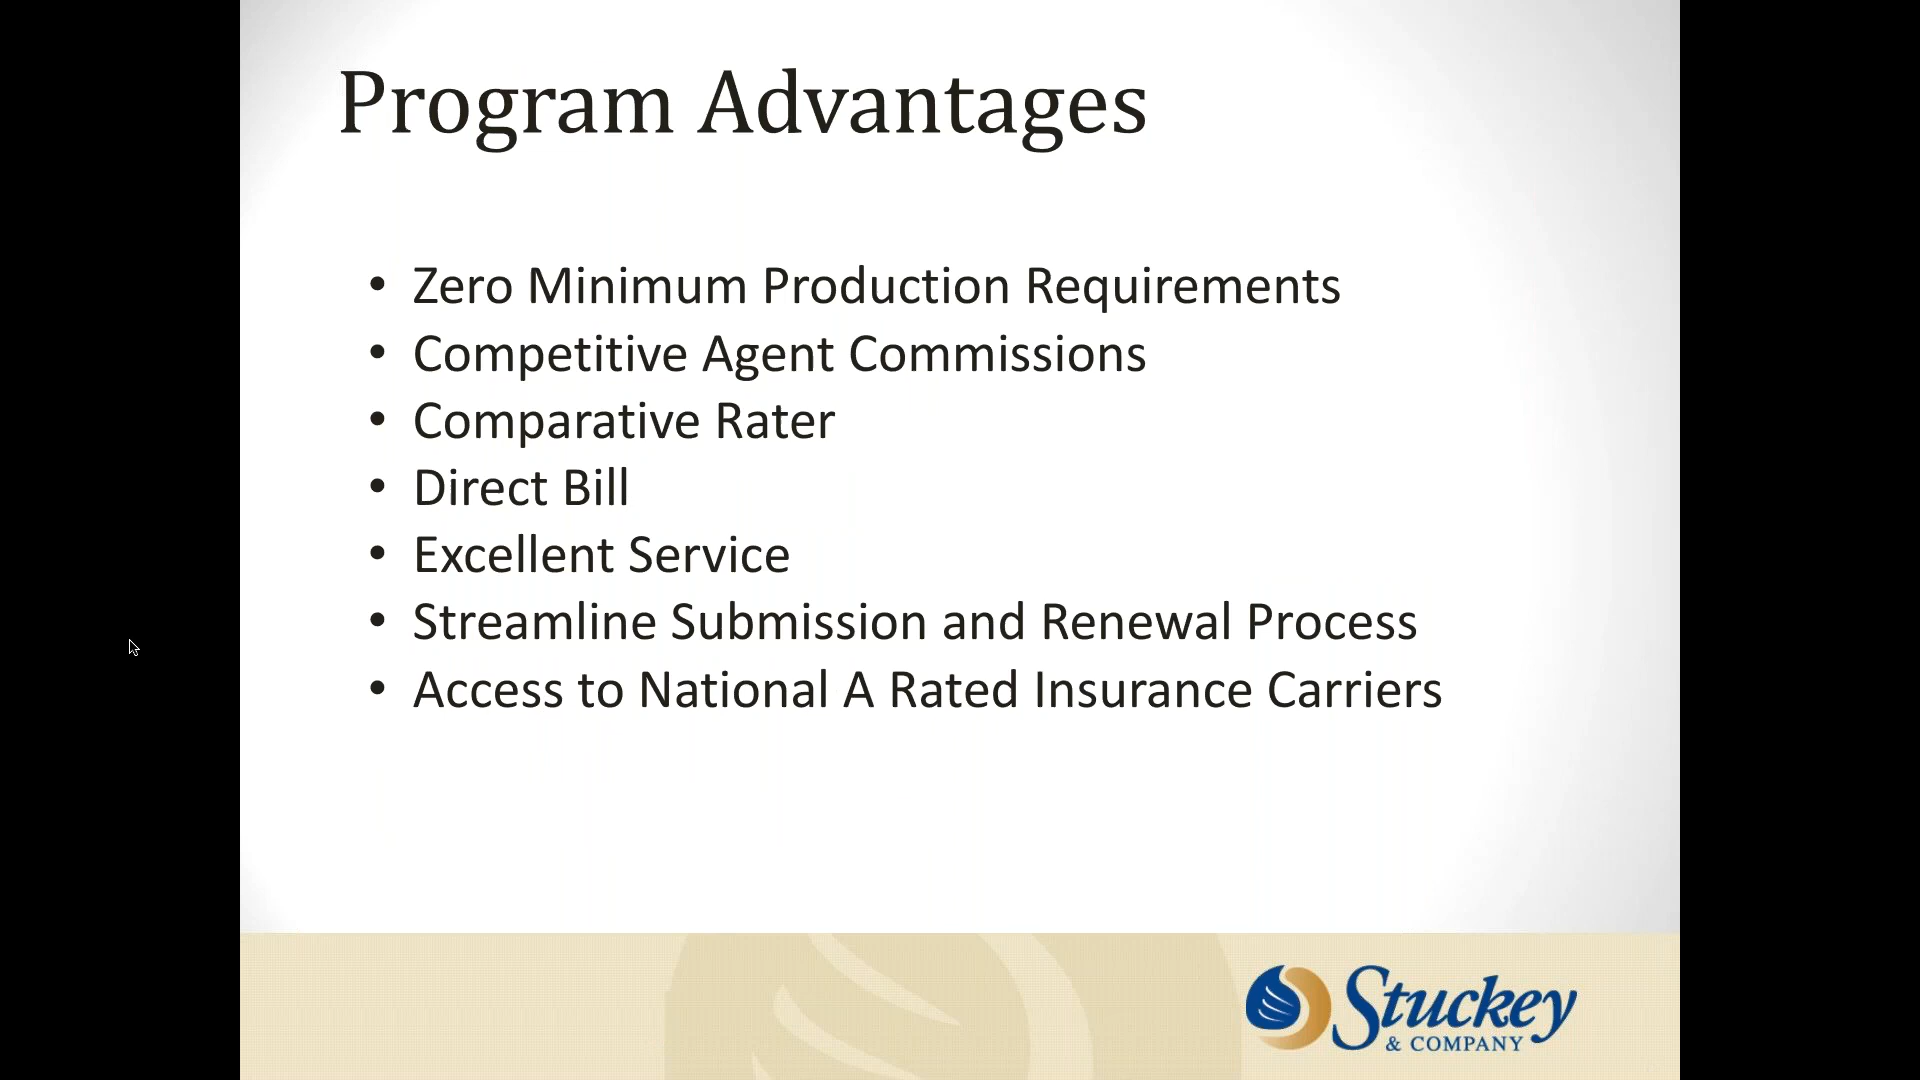 Program Advantages
• Zero Minimum Production Requirements
• Competitive Agent Commissions
• Comparative Rater
• Direct Bill
• Excellent Service
• Streamline Submission and Renewal Process
• Access to National A Rated Insurance Carriers
Stuckey
& COMPANY